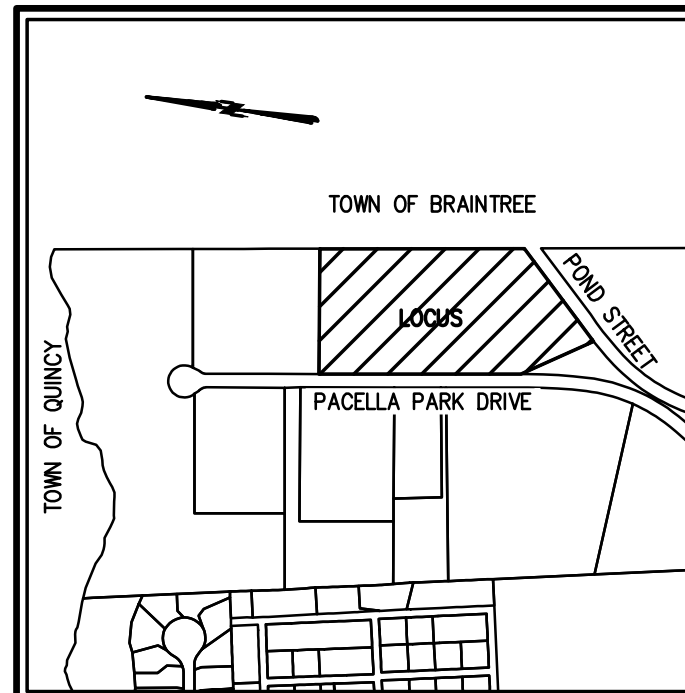 N
TOWN OF BRAINTREE
POND STREET
LOCUS
TOWN OF QUINCY
PACELLA PARK DRIVE